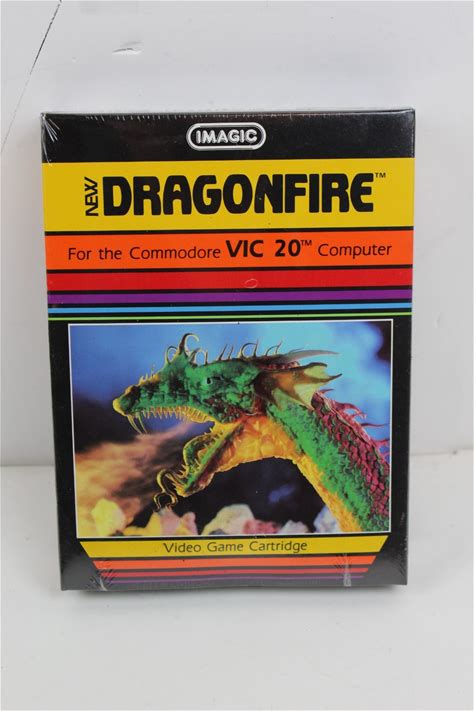 IMAGIC
NEW DRAGONFIRE™
For the Commodore VIC 20™ Computer
Video Game Cartridge